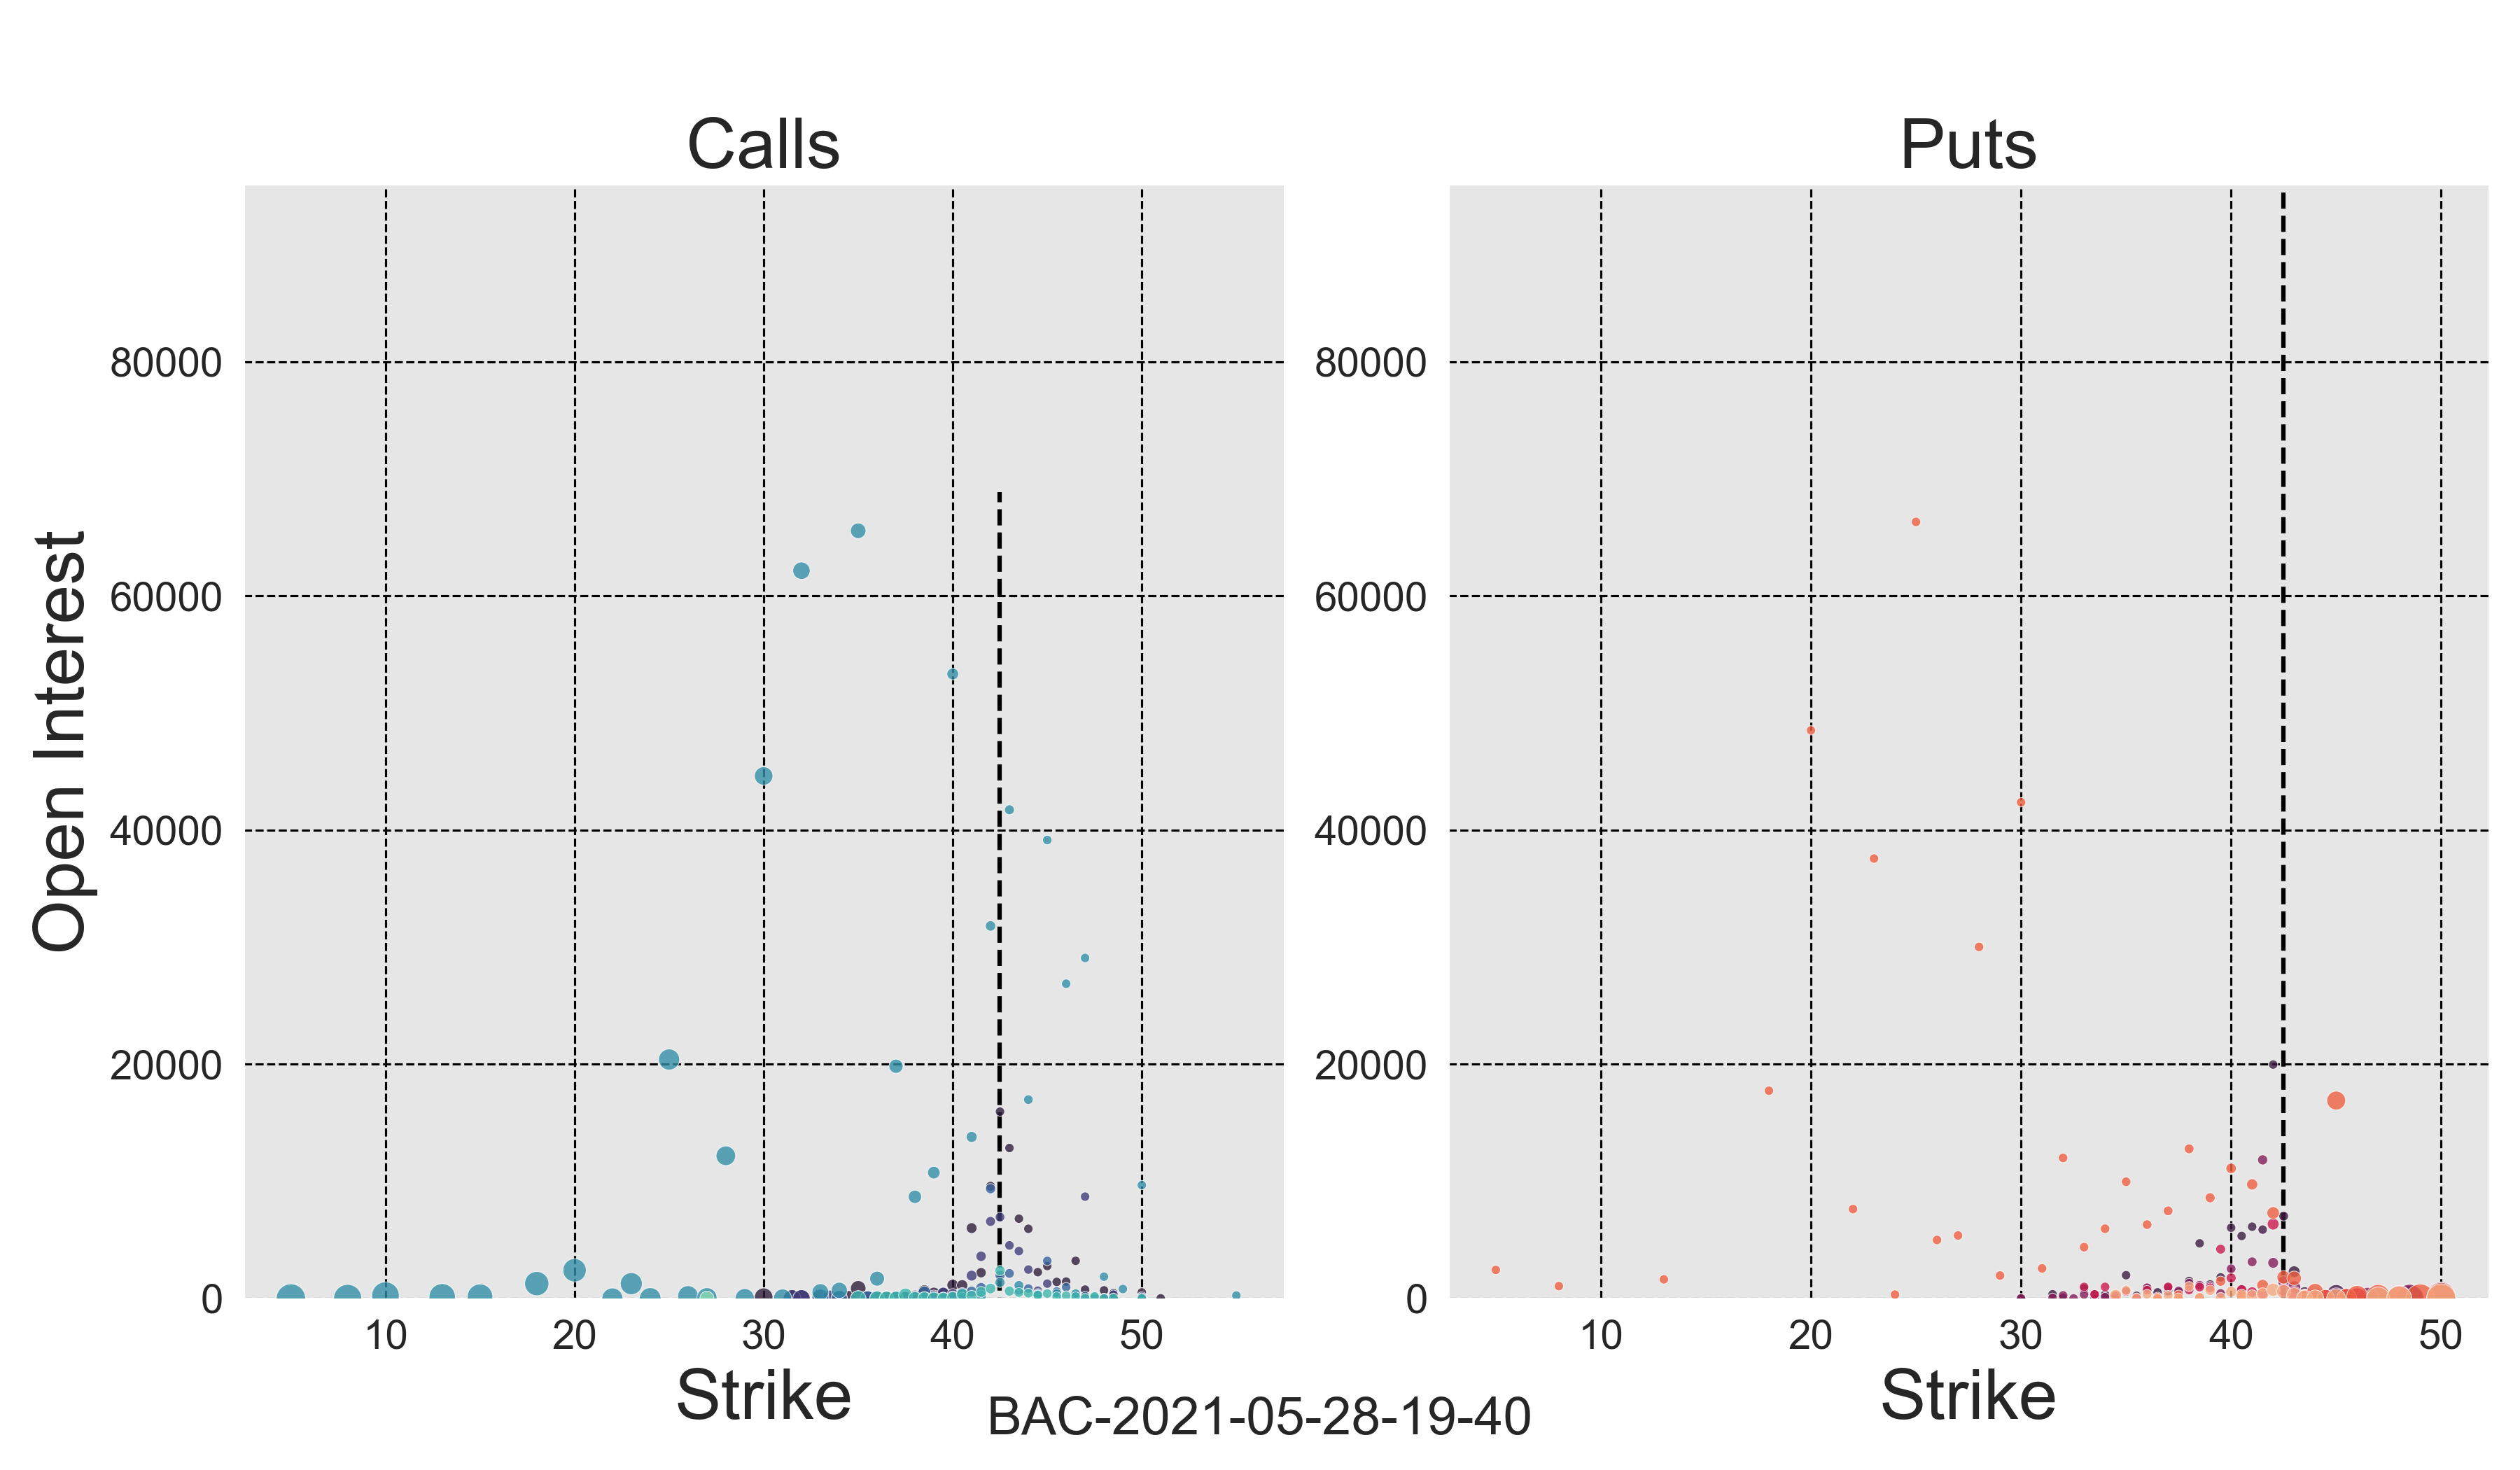 Calls Puts
80000 80000
60000 60000
Open Interest
40000 40000
20000 20000
0 0
10 20 30 40 50 10 20 30 40 50
Strike Strike
BAC-2021-05-28-19-40